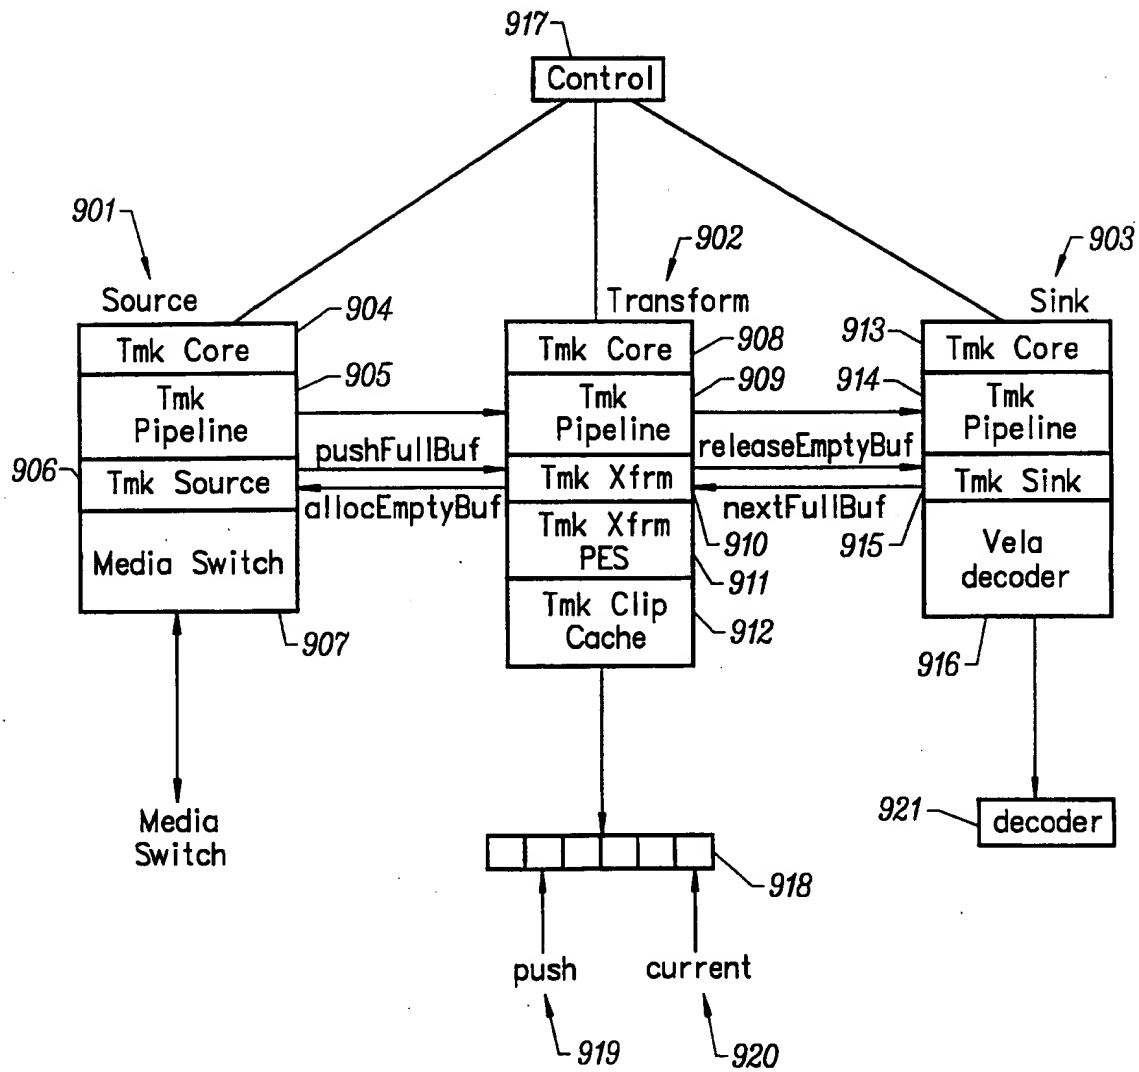 917
Control
901
902
903
Source
Transform
Sink
904
Tmk Core
905
Tmk
Pipeline
906
Tmk Source
Media Switch
907
Media
Switch
pushFullBuf
allocEmptyBuf
Tmk Core
908
909
Tmk
Pipeline
Tmk Xfrm
910
Tmk Xfrm
PES
911
Tmk Clip
Cache
912
releaseEmptyBuf
nextFullBuf
913
Tmk Core
914
Tmk
Pipeline
Tmk Sink
915
Vela
decoder
916
921
decoder
918
push
current
919
920